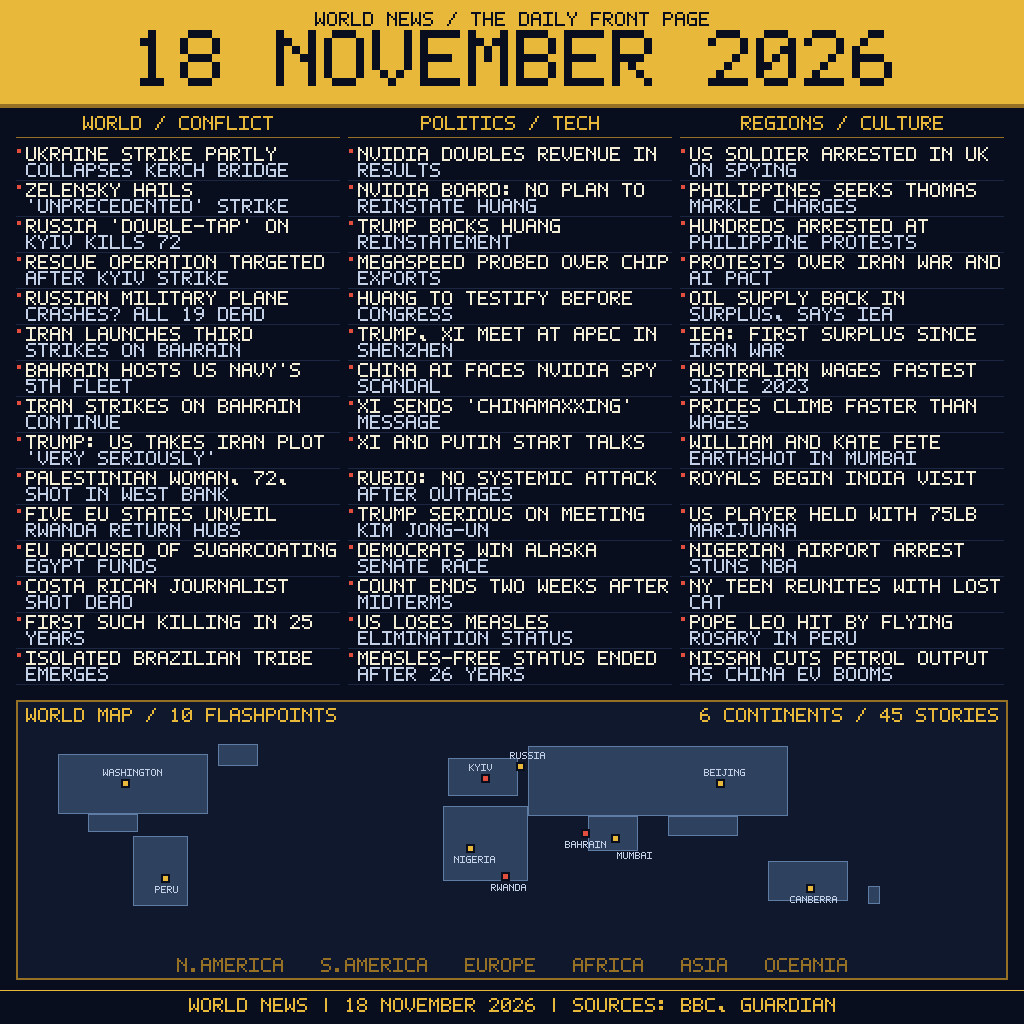 WORLD NEWS / THE DAILY FRONT PAGE
18 NOVEMBER 2026
WORLD / CONFLICT
UKRAINE STRIKE PARTLY
COLLAPSES KERCH BRIDGE
ZELENSKY HAILS
'UNPRECEDENTED' STRIKE
RUSSIA 'DOUBLE-TAP' ON
KYIV KILLS 72
RESCUE OPERATION TARGETED
AFTER KYIV STRIKE
RUSSIAN MILITARY PLANE
CRASHES? ALL 19 DEAD
IRAN LAUNCHES THIRD
STRIKES ON BAHRAIN
BAHRAIN HOSTS US NAVY'S
5TH FLEET
IRAN STRIKES ON BAHRAIN
CONTINUE
TRUMP: US TAKES IRAN PLOT
'VERY SERIOUSLY'
PALESTINIAN WOMAN, 72,
SHOT IN WEST BANK
FIVE EU STATES UNVEIL
RWANDA RETURN HUBS
EU ACCUSED OF SUGARCOATING
EGYPT FUNDS
COSTA RICAN JOURNALIST
SHOT DEAD
FIRST SUCH KILLING IN 25
YEARS
ISOLATED BRAZILIAN TRIBE
EMERGES
POLITICS / TECH
NVIDIA DOUBLES REVENUE IN
RESULTS
NVIDIA BOARD: NO PLAN TO
REINSTATE HUANG
TRUMP BACKS HUANG
REINSTATEMENT
MEGASPEED PROBED OVER CHIP
EXPORTS
HUANG TO TESTIFY BEFORE
CONGRESS
TRUMP, XI MEET AT APEC IN
SHENZHEN
CHINA AI FACES NVIDIA SPY
SCANDAL
XI SENDS 'CHINAMAXXING'
MESSAGE
XI AND PUTIN START TALKS
RUBIO: NO SYSTEMIC ATTACK
AFTER OUTAGES
TRUMP SERIOUS ON MEETING
KIM JONG-UN
DEMOCRATS WIN ALASKA
SENATE RACE
COUNT ENDS TWO WEEKS AFTER
MIDTERMS
US LOSES MEASLES
ELIMINATION STATUS
MEASLES-FREE STATUS ENDED
AFTER 26 YEARS
REGIONS / CULTURE
US SOLDIER ARRESTED IN UK
ON SPYING
PHILIPPINES SEEKS THOMAS
MARKLE CHARGES
HUNDREDS ARRESTED AT
PHILIPPINE PROTESTS
PROTESTS OVER IRAN WAR AND
AI PACT
OIL SUPPLY BACK IN
SURPLUS, SAYS IEA
IEA: FIRST SURPLUS SINCE
IRAN WAR
AUSTRALIAN WAGES FASTEST
SINCE 2023
PRICES CLIMB FASTER THAN
WAGES
WILLIAM AND KATE FETE
EARTHSHOT IN MUMBAI
ROYALS BEGIN INDIA VISIT
US PLAYER HELD WITH 75LB
MARIJUANA
NIGERIAN AIRPORT ARREST
STUNS NBA
NY TEEN REUNITES WITH LOST
CAT
POPE LEO HIT BY FLYING
ROSARY IN PERU
NISSAN CUTS PETROL OUTPUT
AS CHINA EV BOOMS
WORLD MAP / 10 FLASHPOINTS
6 CONTINENTS / 45 STORIES
RUSSIA
WASHINGTON
KYIV
BEIJING
BAHRAIN
MUMBAI
NIGERIA
RWANDA
PERU
CANBERRA
N.AMERICA S.AMERICA EUROPE AFRICA ASIA OCEANIA
WORLD NEWS | 18 NOVEMBER 2026 | SOURCES: BBC, GUARDIAN